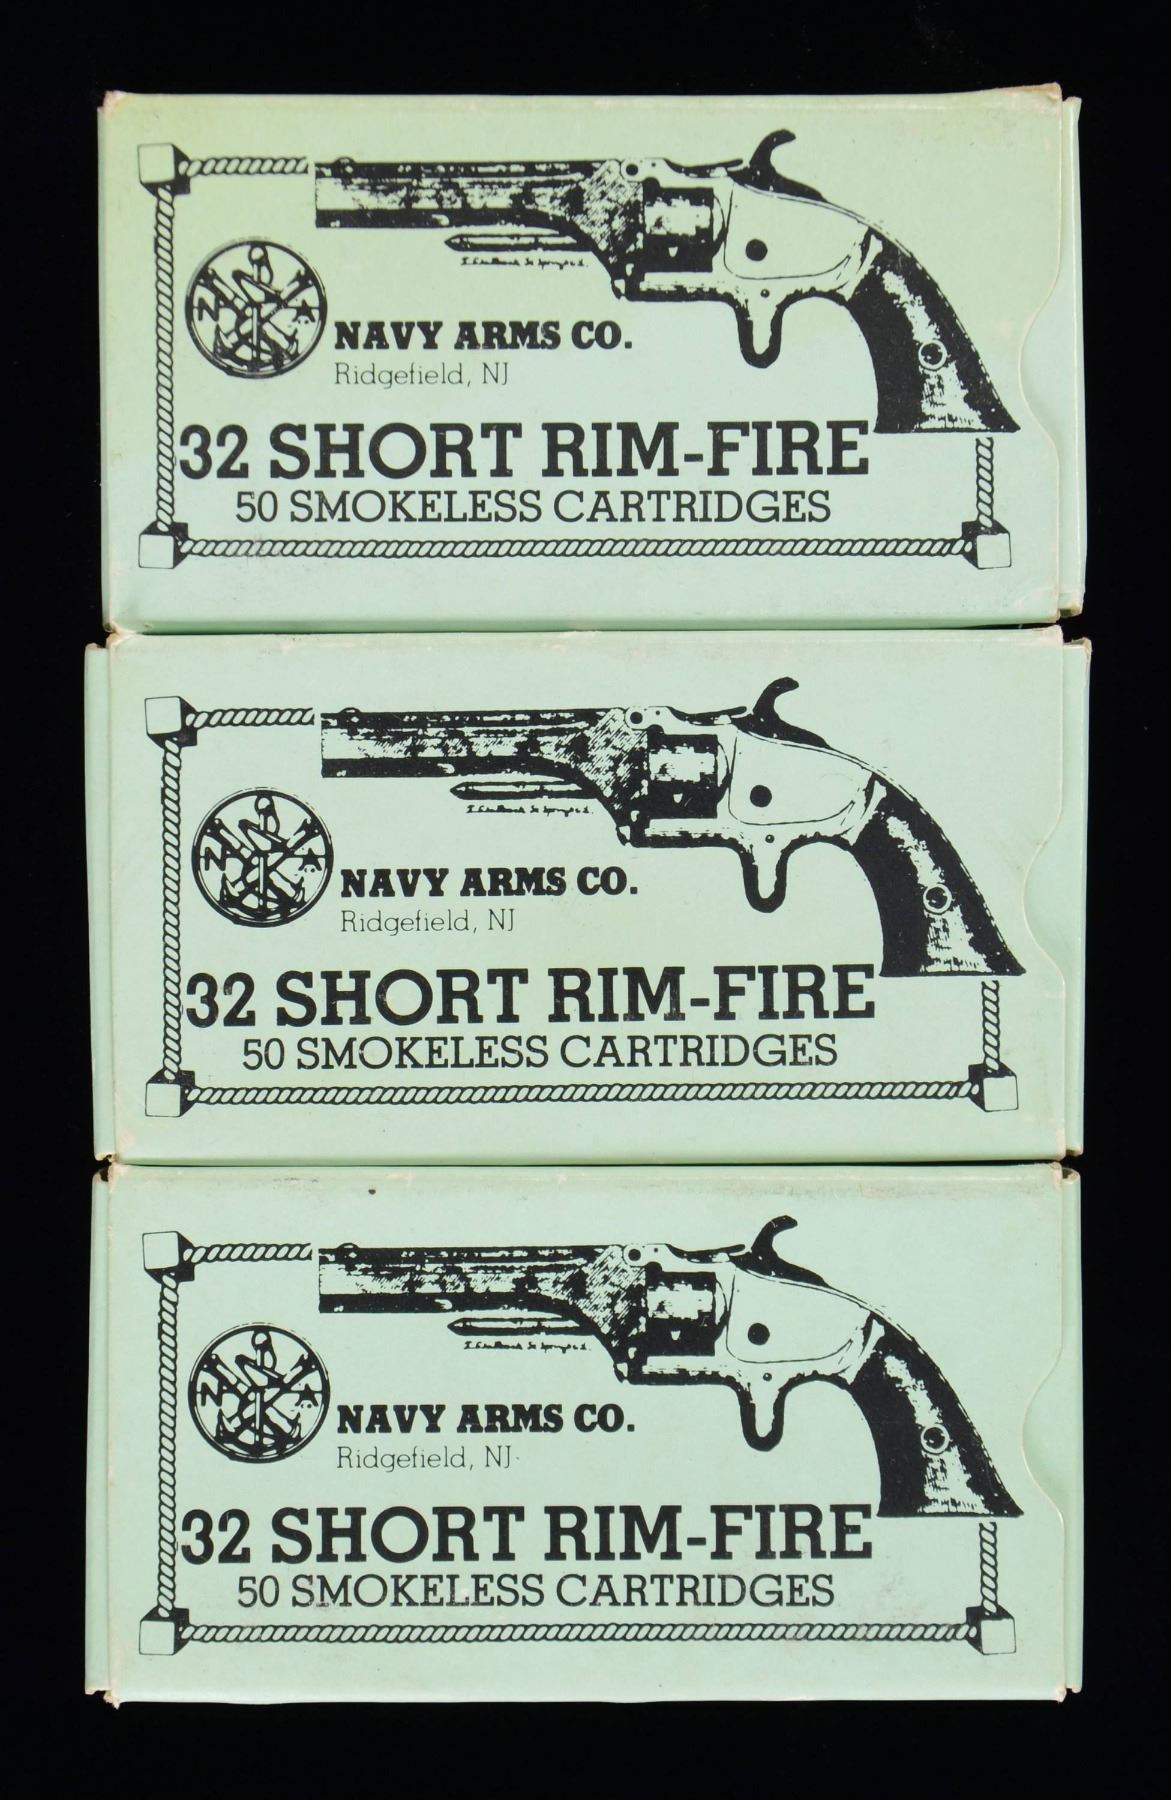 N A
NAVY ARMS CO.
Ridgefield, NJ
32 SHORT RIM-FIRE
50 SMOKELESS CARTRIDGES
N A
NAVY ARMS CO.
Ridgefield, NJ
32 SHORT RIM-FIRE
50 SMOKELESS CARTRIDGES
N A
NAVY ARMS CO.
Ridgefield, NJ
32 SHORT RIM-FIRE
50 SMOKELESS CARTRIDGES